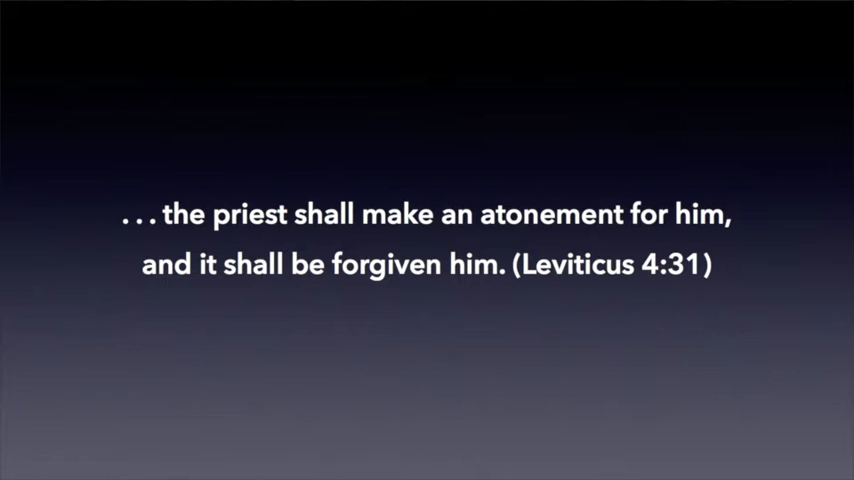 . . . the priest shall make an atonement for him,
and it shall be forgiven him. (Leviticus 4:31)